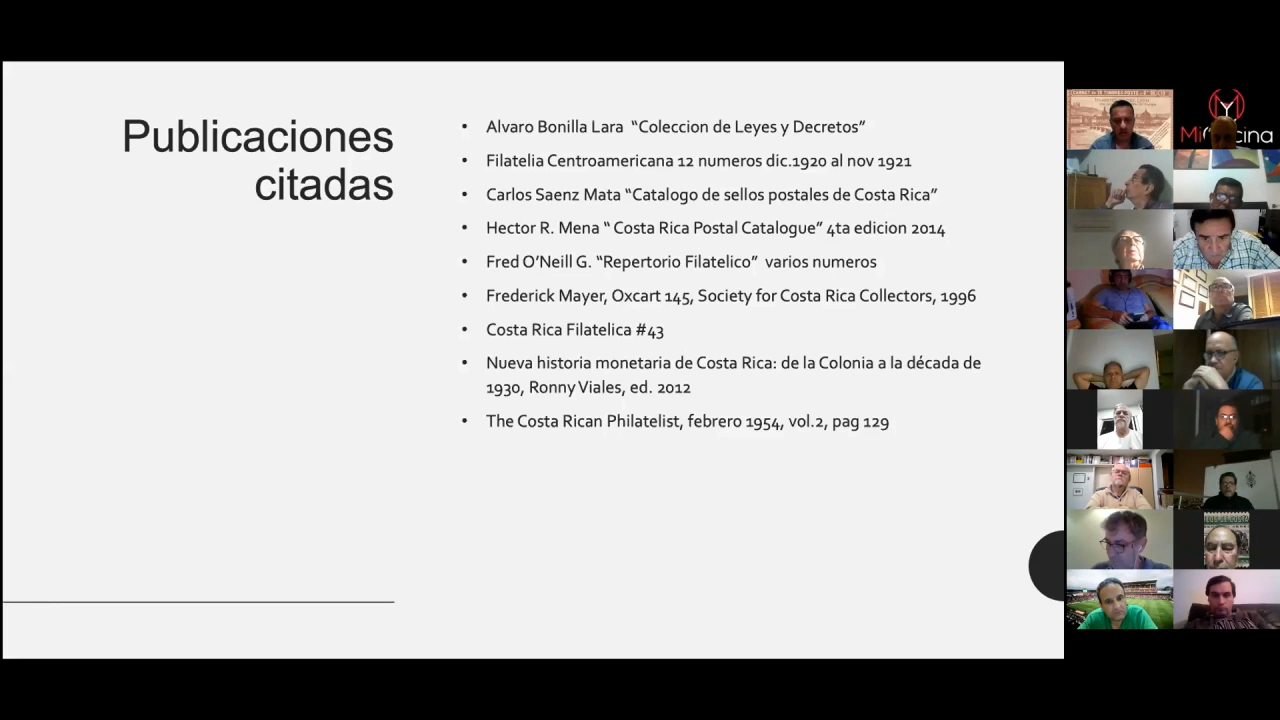 Publicaciones
citadas
• Alvaro Bonilla Lara “Coleccion de Leyes y Decretos”
• Filatelia Centroamericana 12 numeros dic.1920 al nov 1921
• Carlos Saenz Mata “Catalogo de sellos postales de Costa Rica”
• Hector R. Mena “ Costa Rica Postal Catalogue” 4ta edicion 2014
• Fred O’Neill G. “Repertorio Filatelico” varios numeros
• Frederick Mayer, Oxcart 145, Society for Costa Rica Collectors, 1996
• Costa Rica Filatelica #43
• Nueva historia monetaria de Costa Rica: de la Colonia a la década de
1930, Ronny Viales, ed. 2012
• The Costa Rican Philatelist, febrero 1954, vol.2, pag 129